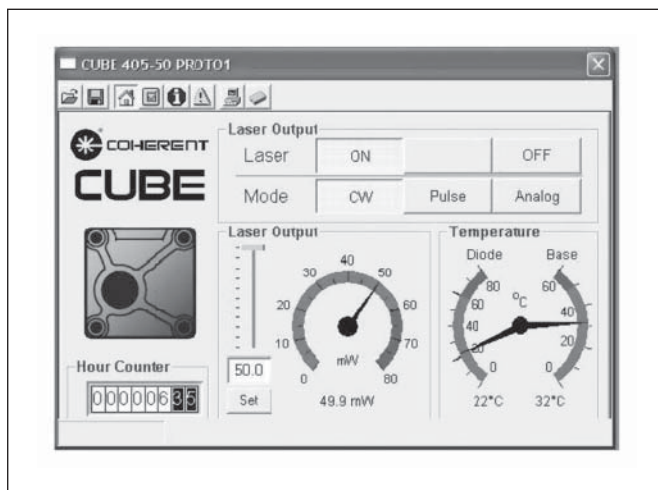 CUBE 405-50 PROTO1
COHERENT
CUBE
Laser Output
Laser ON OFF
Mode CW Pulse Analog
Laser Output
0 10 20 30 40 50 60 70 80
mW
50.0
Set
49.9 mW
Temperature
Diode Base
°C
80 60 40 20 0
60 40 20 0
22°C 32°C
Hour Counter
00000635